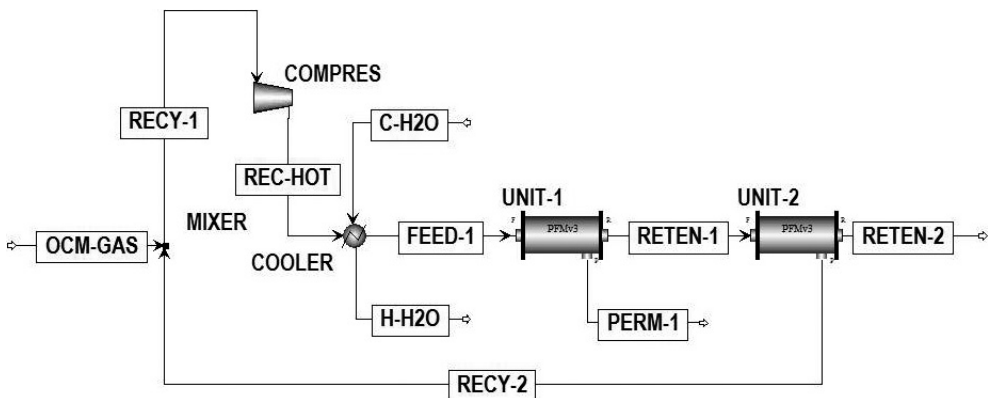 COMPRES
RECY-1
C-H2O
REC-HOT
UNIT-1
UNIT-2
MIXER
F
PFMv3
R
F
PFMv3
R
OCM-GAS
FEED-1
RETEN-1
RETEN-2
COOLER
P
P
H-H2O
PERM-1
RECY-2